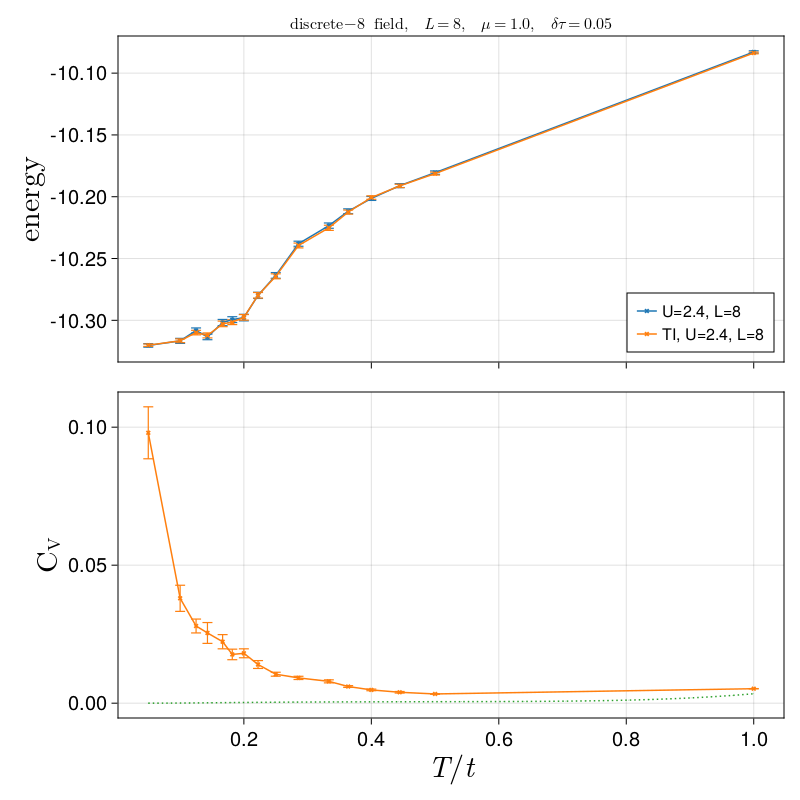 discrete−8 field, L = 8, μ = 1.0, δτ = 0.05
energy
-10.10
-10.15
-10.20
-10.25
-10.30
U=2.4, L=8
TI, U=2.4, L=8
C_V
0.10
0.05
0.00
0.2 0.4 0.6 0.8 1.0
T/t